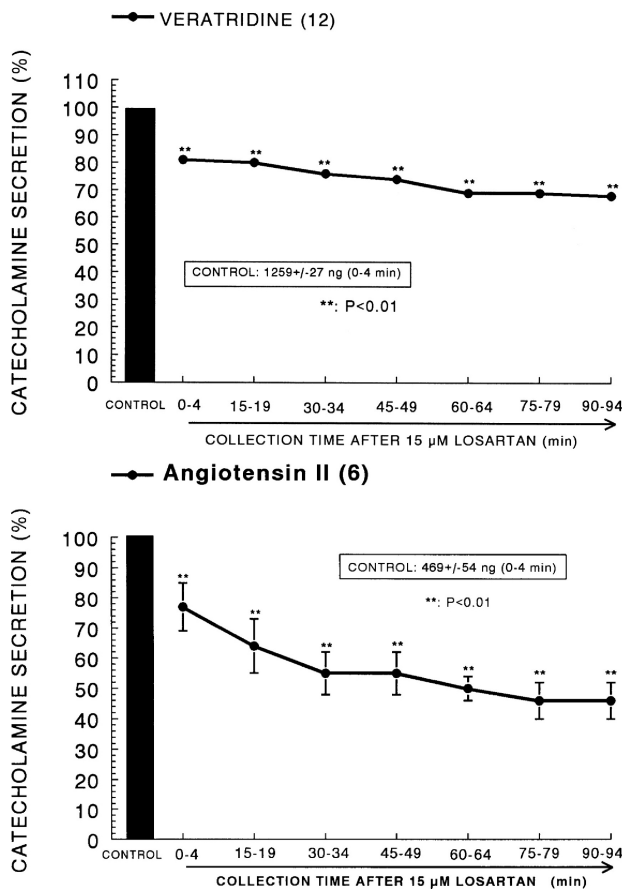 VERATRIDINE (12)
CATECHOLAMINE SECRETION (%)
110
100
90
80
70
60
50
40
30
20
10
0
** ** ** ** ** ** **
CONTROL: 1259+/-27 ng (0-4 min)
**: P<0.01
CONTROL 0-4 15-19 30-34 45-49 60-64 75-79 90-94
COLLECTION TIME AFTER 15 µM LOSARTAN (min)
Angiotensin II (6)
CATECHOLAMINE SECRETION (%)
100
90
80
70
60
50
40
30
20
10
0
** ** ** ** ** ** **
CONTROL: 469+/-54 ng (0-4 min)
**: P<0.01
CONTROL 0-4 15-19 30-34 45-49 60-64 75-79 90-94
COLLECTION TIME AFTER 15 µM LOSARTAN (min)